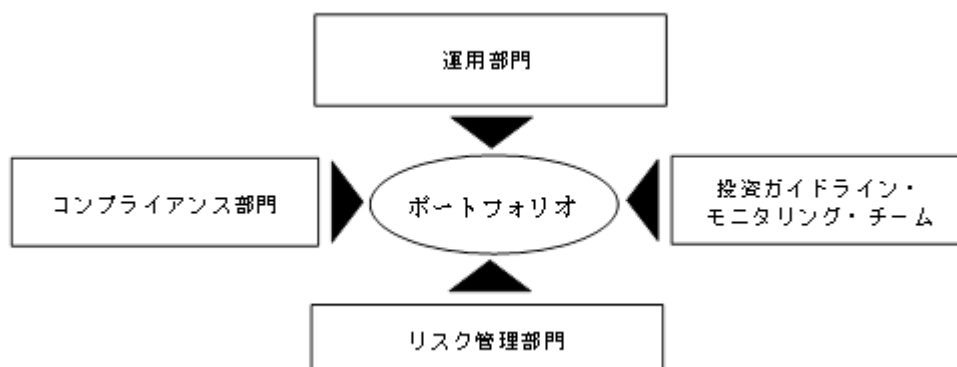 運用部門
コンプライアンス部門
ポートフォリオ
投資ガイドライン・
モニタリング・チーム
リスク管理部門